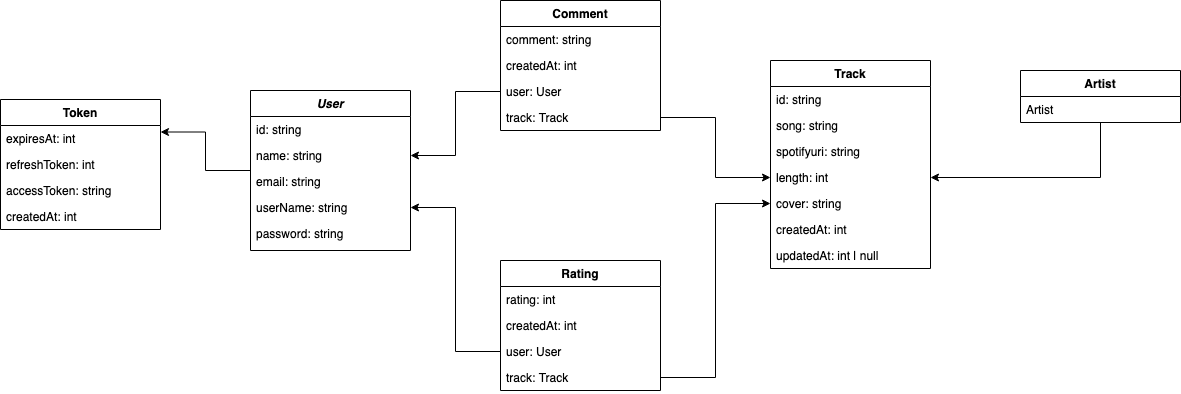 Token
expiresAt: int
refreshToken: int
accessToken: string
createdAt: int
User
id: string
name: string
email: string
userName: string
password: string
Comment
comment: string
createdAt: int
user: User
track: Track
Rating
rating: int
createdAt: int
user: User
track: Track
Track
id: string
song: string
spotifyuri: string
length: int
cover: string
createdAt: int
updatedAt: int | null
Artist
Artist